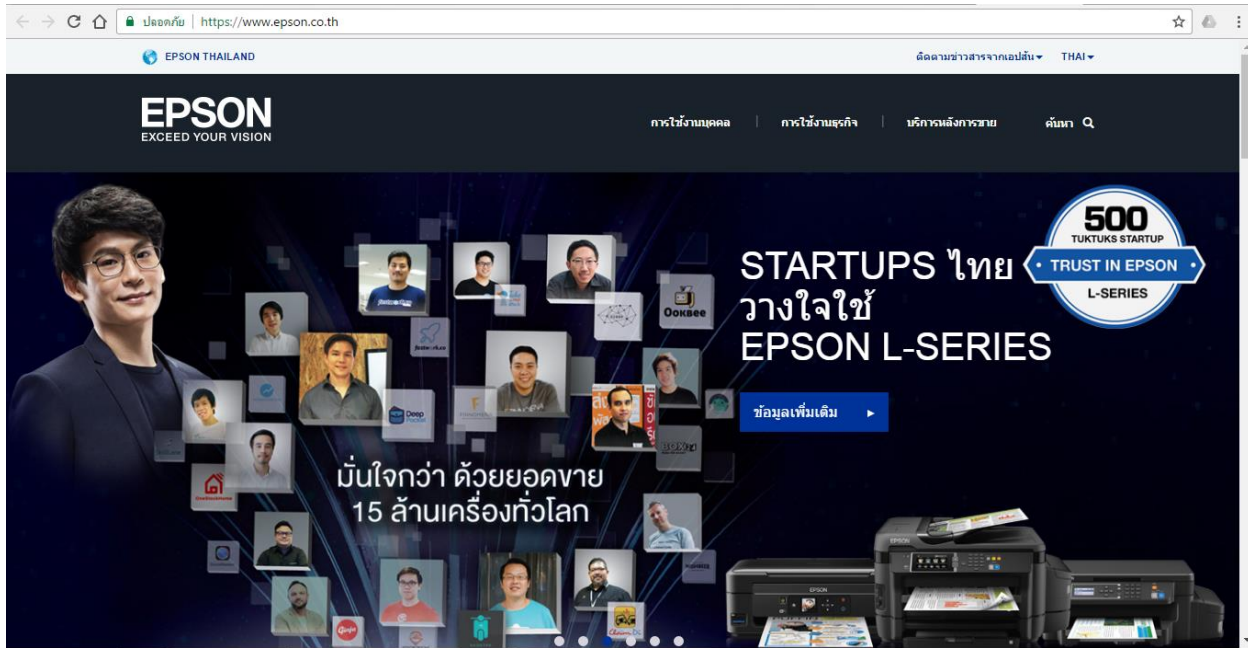 ปลอดภัย | https://www.epson.co.th
EPSON THAILAND
ติดตามข่าวสารจากเอปสัน
THAI
EPSON
EXCEED YOUR VISION
การใช้งานบุคคล
การใช้งานธุรกิจ
บริการหลังการขาย
ค้นหา
500
TUKTUKS STARTUP
TRUST IN EPSON
L-SERIES
STARTUPS ไทย
วางใจใช้
EPSON L-SERIES
ข้อมูลเพิ่มเติม
OOKBEE
Deep
Pocket
BOX24
มั่นใจกว่า ด้วยยอดขาย
15 ล้านเครื่องทั่วโลก
Ginja
EPSON
EPSON